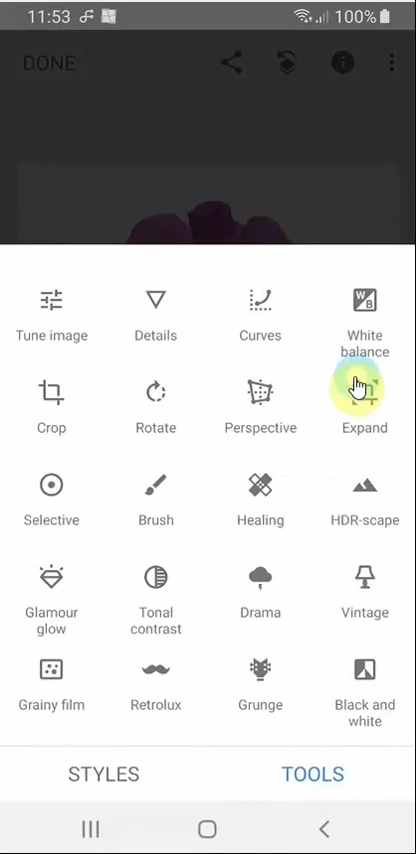 11:53 100%
DONE
Tune image Details Curves White balance
Crop Rotate Perspective Expand
Selective Brush Healing HDR-scape
Glamour glow Tonal contrast Drama Vintage
Grainy film Retrolux Grunge Black and white
STYLES TOOLS